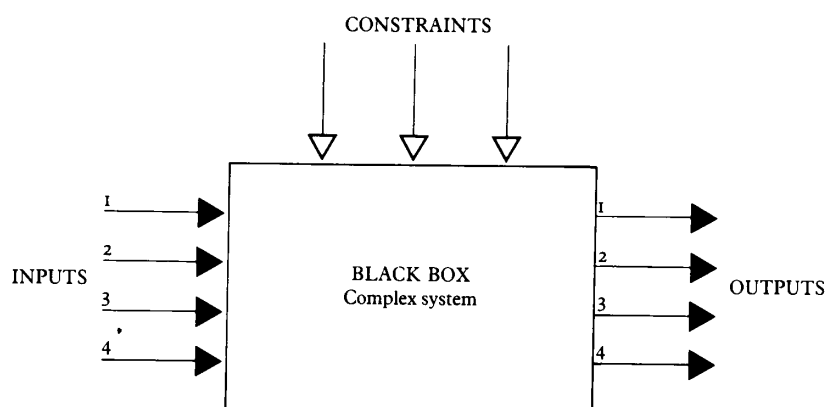 CONSTRAINTS
1
2
INPUTS
3
4
BLACK BOX
Complex system
1
2
OUTPUTS
3
4